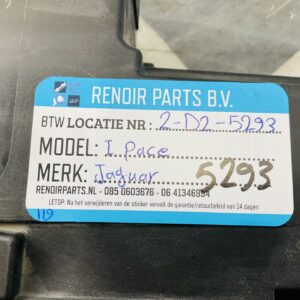 RENOIR PARTS B.V.
BTW LOCATIE NR : 2-D2-5293
MODEL: I Pace
MERK: Jaguar 5293
RENOIRPARTS.NL - 085 0603676 - 06 41346954
LETOP: Na het verwijderen van de sticker vervalt de garantie/retourbeleid van 14 dagen
119